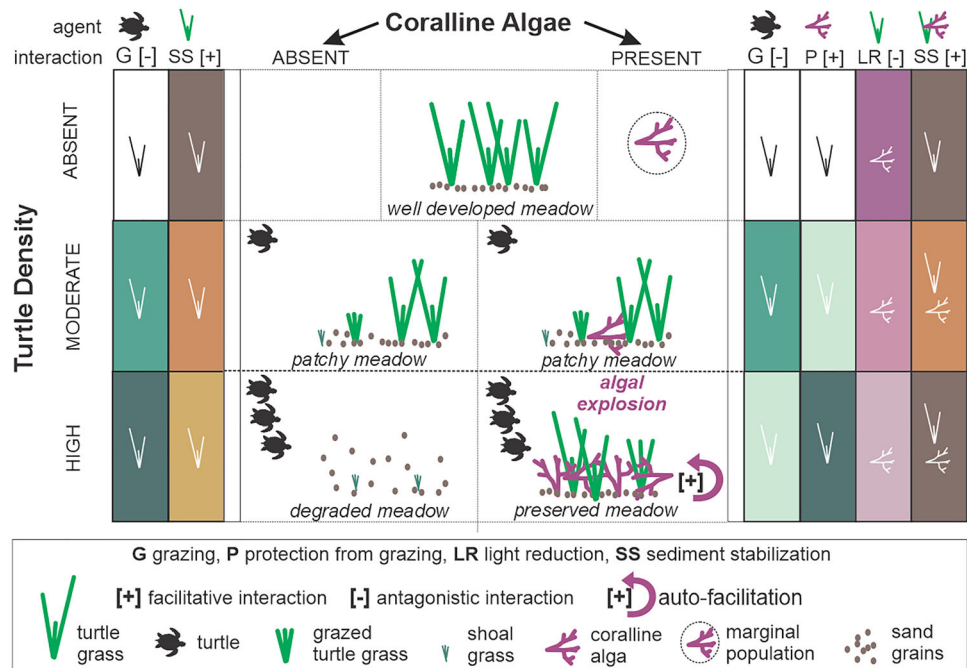 agent
Coralline Algae
interaction G [-] SS [+] ABSENT PRESENT G [-] P [+] LR [-] SS [+]
Turtle Density
ABSENT
well developed meadow
MODERATE
patchy meadow patchy meadow
HIGH
algal
explosion
[+]
degraded meadow preserved meadow
G grazing, P protection from grazing, LR light reduction, SS sediment stabilization
[+] facilitative interaction [-] antagonistic interaction [+] auto-facilitation
turtle
grass
turtle
grazed
turtle grass
shoal
grass
coralline
alga
marginal
population
sand
grains